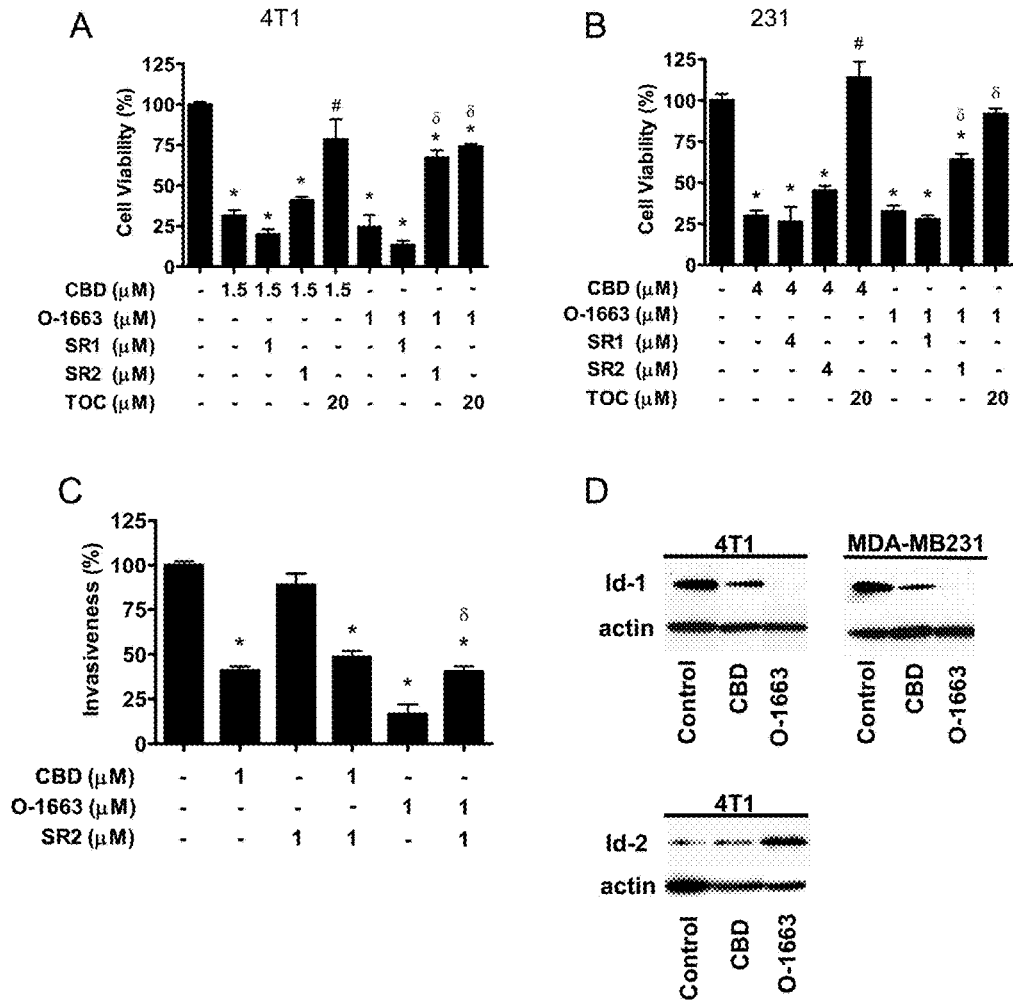 A
4T1
Cell Viability (%)
125
100
75
50
25
0
* * * # * * δ * δ *
CBD (μM) - 1.5 1.5 1.5 1.5 - - - -
O-1663 (μM) - - - - - 1 1 1 1
SR1 (μM) - - 1 - - - 1 - -
SR2 (μM) - - - 1 - - - 1 -
TOC (μM) - - - - 20 - - - 20
B
231
Cell Viability (%)
125
100
75
50
25
0
* * * # * * δ * δ
CBD (μM) - 4 4 4 4 - - - -
O-1663 (μM) - - - - - 1 1 1 1
SR1 (μM) - - 4 - - - 1 - -
SR2 (μM) - - - 4 - - - 1 -
TOC (μM) - - - - 20 - - - 20
C
Invasiveness (%)
125
100
75
50
25
0
* * * δ *
CBD (μM) - 1 - 1 - -
O-1663 (μM) - - - - 1 1
SR2 (μM) - - 1 1 - 1
D
4T1
MDA-MB231
Id-1
actin
Control CBD O-1663
Control CBD O-1663
4T1
Id-2
actin
Control CBD O-1663